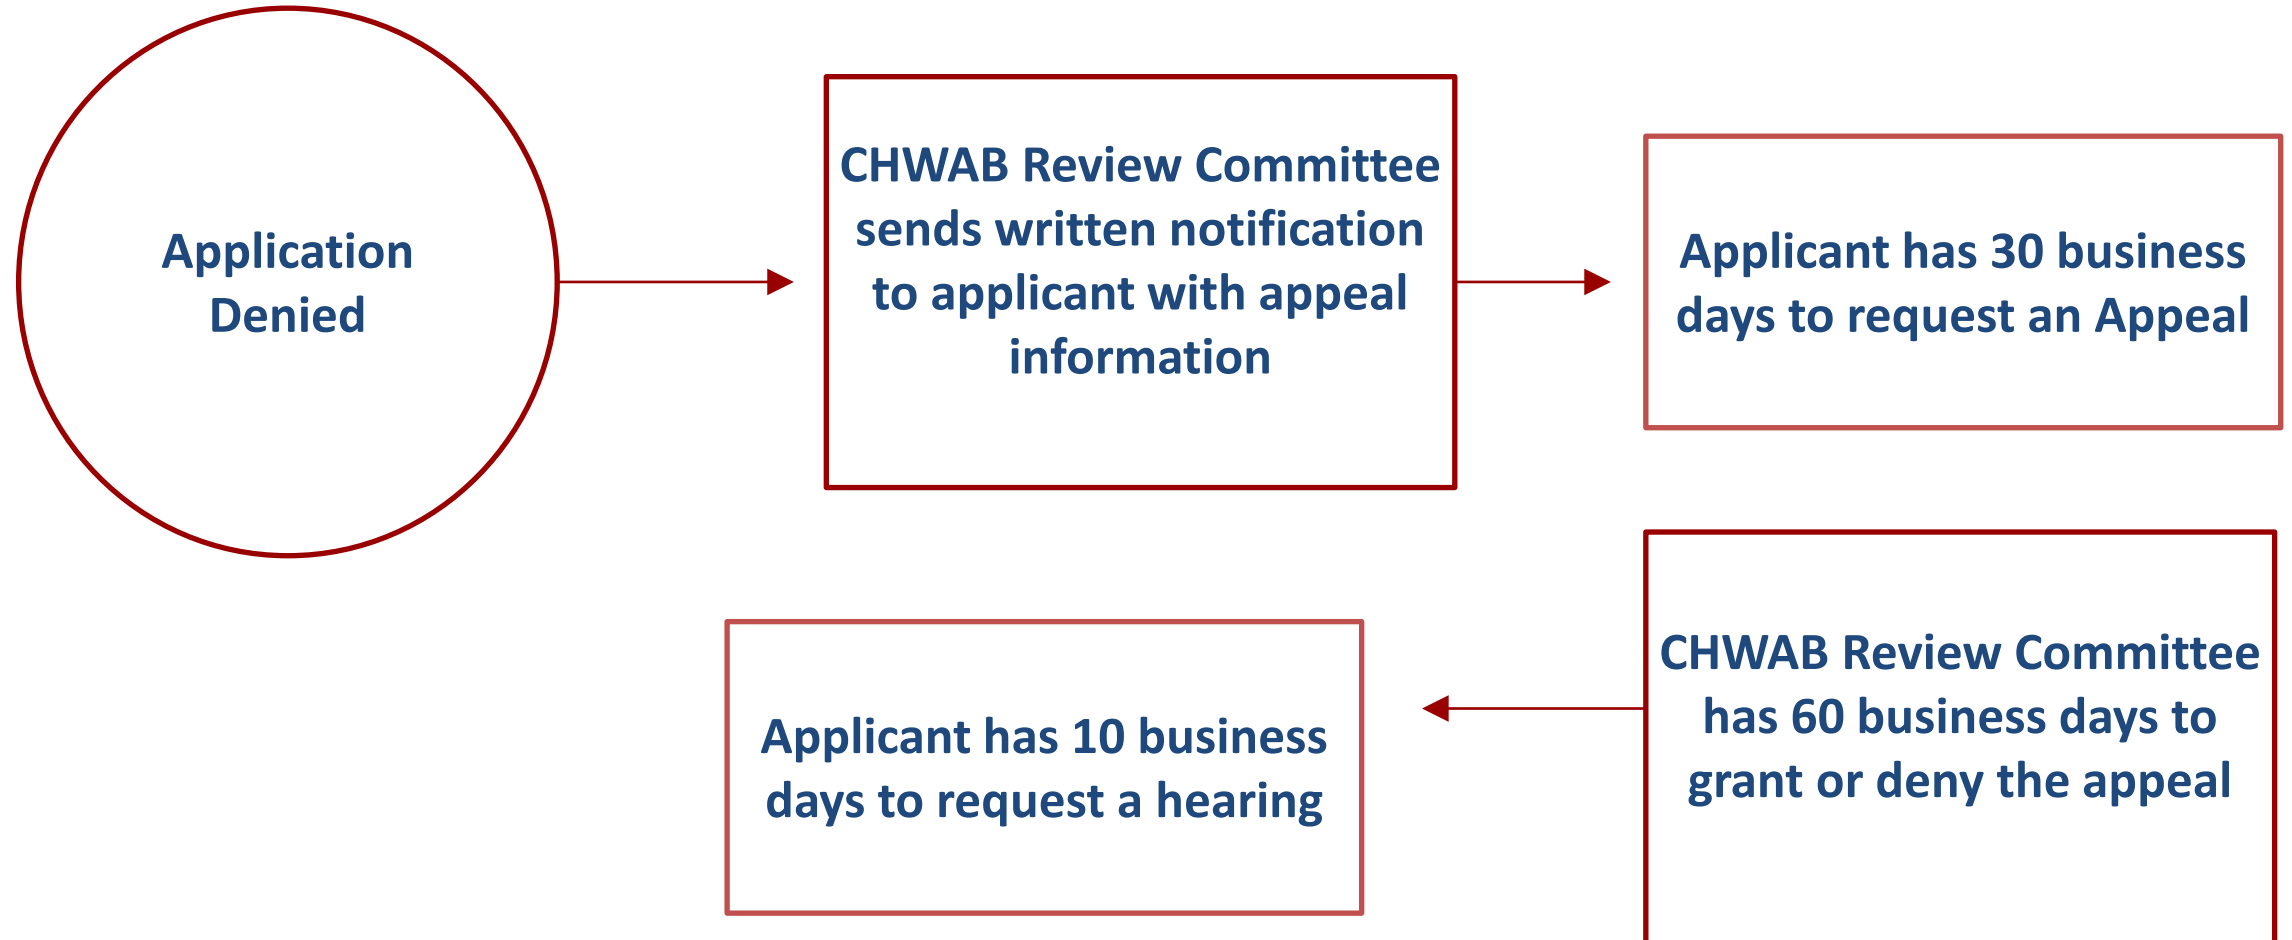 Application
Denied
CHWAB Review Committee
sends written notification
to applicant with appeal
information
Applicant has 30 business
days to request an Appeal
CHWAB Review Committee
has 60 business days to
grant or deny the appeal
Applicant has 10 business
days to request a hearing